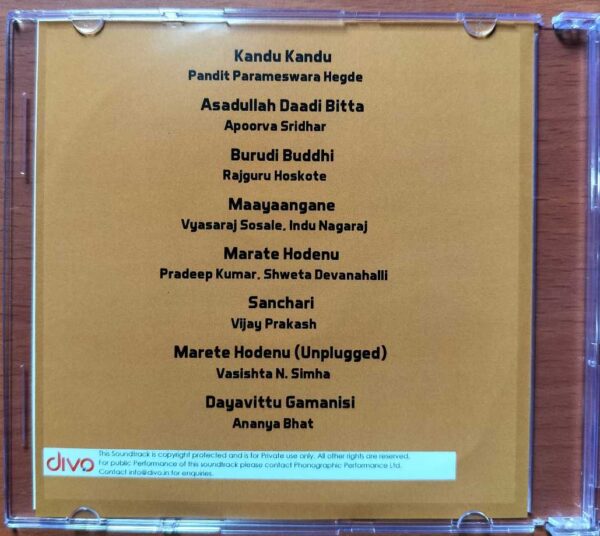 Kandu Kandu
Pandit Parameswara Hegde
Asadullah Daadi Bitta
Apoorva Sridhar
Burudi Buddhi
Rajguru Hoskote
Maayaangane
Vyasaraj Sosale, Indu Nagaraj
Marate Hodenu
Pradeep Kumar, Shweta Devanahalli
Sanchari
Vijay Prakash
Marete Hodenu (Unplugged)
Vasishta N. Simha
Dayavittu Gamanisi
Ananya Bhat
divo
This Soundtrack is copyright protected and is for Private use only. All other rights are reserved.
For public Performance of this soundtrack please contact Phonographic Performance Ltd.
Contact info@divo.in for enquiries.